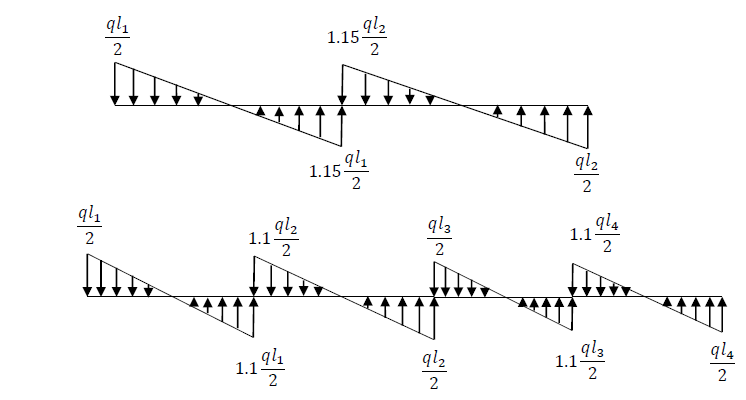 ql₁/2
1.15 ql₂/2
1.15 ql₁/2
ql₂/2
ql₁/2
1.1 ql₂/2
ql₃/2
1.1 ql₄/2
1.1 ql₁/2
ql₂/2
1.1 ql₃/2
ql₄/2